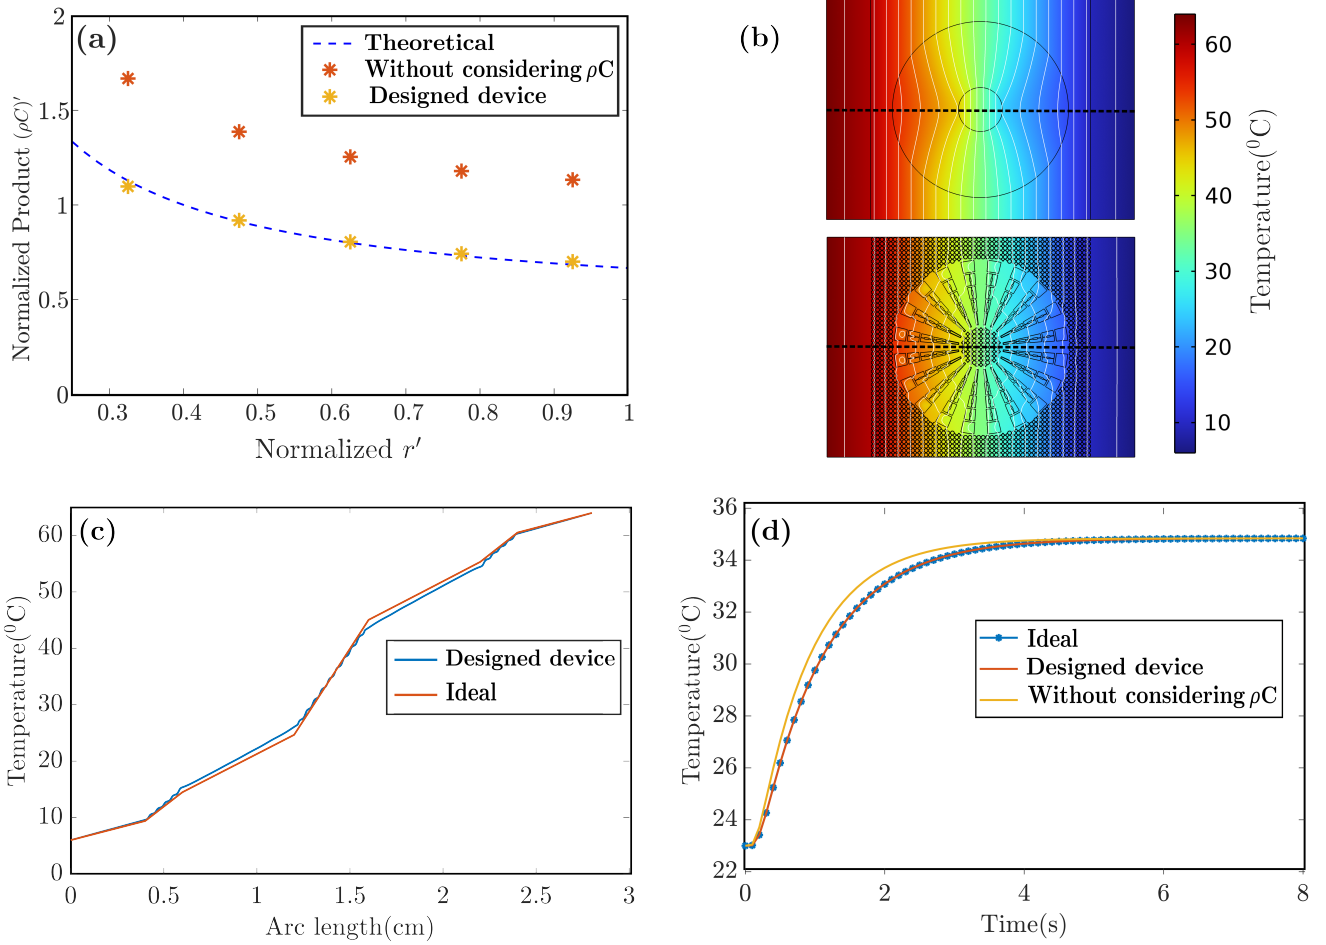 (a)
Theoretical
Without considering ρC
Designed device
Normalized Product (ρC)′
2
1.5
1
0.5
0
0.3 0.4 0.5 0.6 0.7 0.8 0.9 1
Normalized r′
(b)
60
50
40
30
20
10
Temperature(⁰C)
(c)
Designed device
Ideal
Temperature(⁰C)
60
50
40
30
20
10
0
0 0.5 1 1.5 2 2.5 3
Arc length(cm)
(d)
Ideal
Designed device
Without considering ρC
Temperature(⁰C)
36
34
32
30
28
26
24
22
0 2 4 6 8
Time(s)